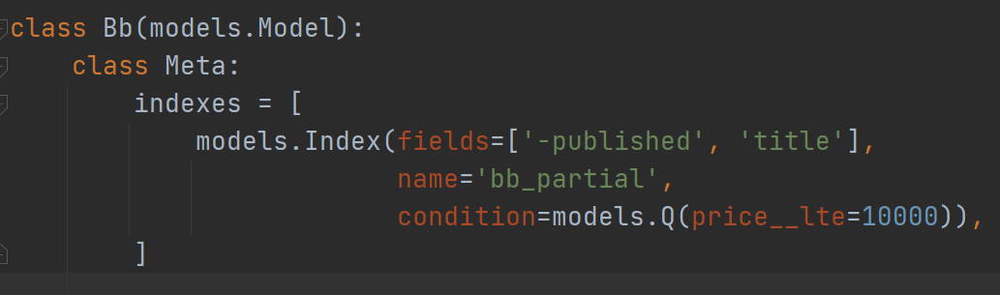 class Bb(models.Model):
    class Meta:
        indexes = [
            models.Index(fields=['-published', 'title'],
                         name='bb_partial',
                         condition=models.Q(price__lte=10000)),
        ]